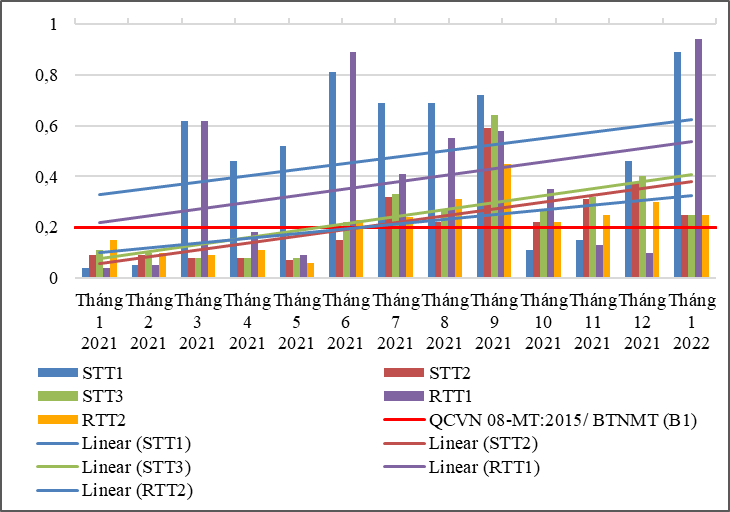 1
0.8
0.6
0.4
0.2
0
Tháng Tháng Tháng Tháng Tháng Tháng Tháng Tháng Tháng Tháng Tháng Tháng Tháng
1 2 3 4 5 6 7 8 9 10 11 12 1
2021 2021 2021 2021 2021 2021 2021 2021 2021 2021 2021 2021 2022
STT1 STT2
STT3 RTT1
RTT2 QCVN 08-MT:2015/ BTNMT (B1)
Linear (STT1) Linear (STT2)
Linear (STT3) Linear (RTT1)
Linear (RTT2)